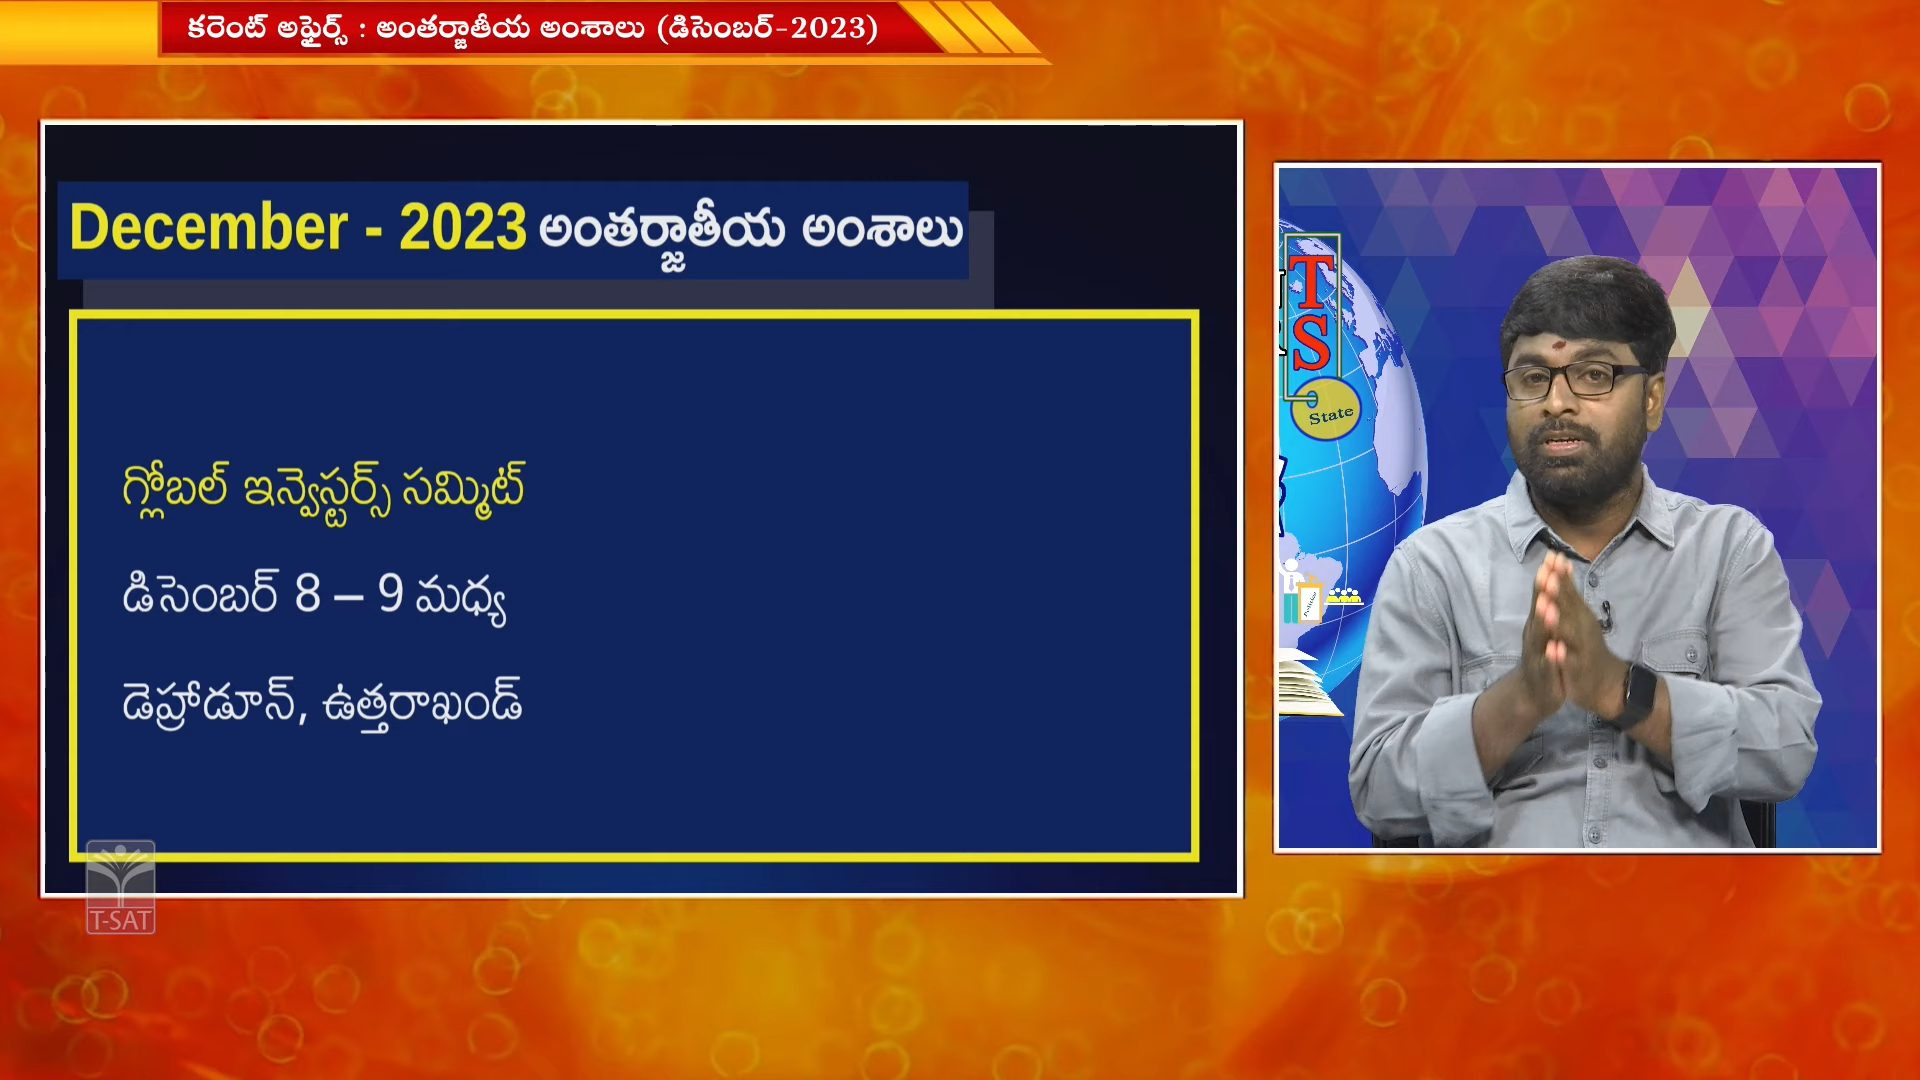 కరెంట్ అఫైర్స్ : అంతర్జాతీయ అంశాలు (డిసెంబర్-2023)
December - 2023 అంతర్జాతీయ అంశాలు
గ్లోబల్ ఇన్వెస్టర్స్ సమ్మిట్
డిసెంబర్ 8 – 9 మధ్య
డెహ్రాడూన్, ఉత్తరాఖండ్
T-SAT
T
S
State